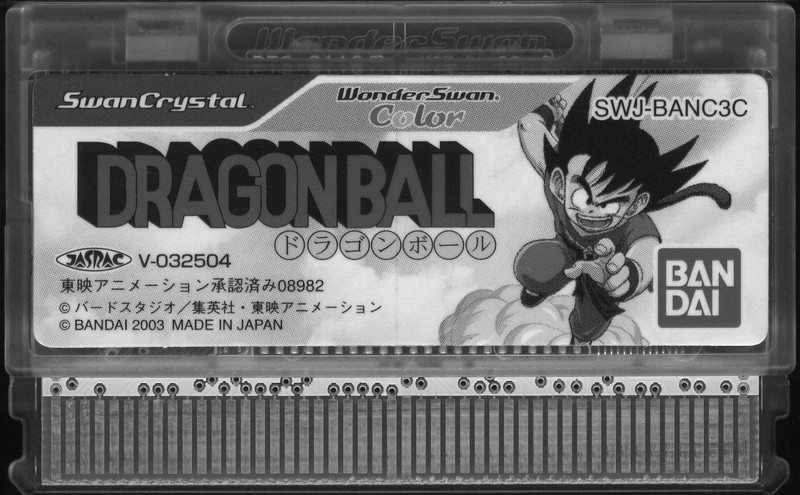 WonderSwan
SwanCrystal
WonderSwan
Color
SWJ-BANC3C
DRAGONBALL
ドラゴンボール
JASRAC V-032504
東映アニメーション承認済み08982
© バードスタジオ／集英社・東映アニメーション
© BANDAI 2003 MADE IN JAPAN
BAN
DAI